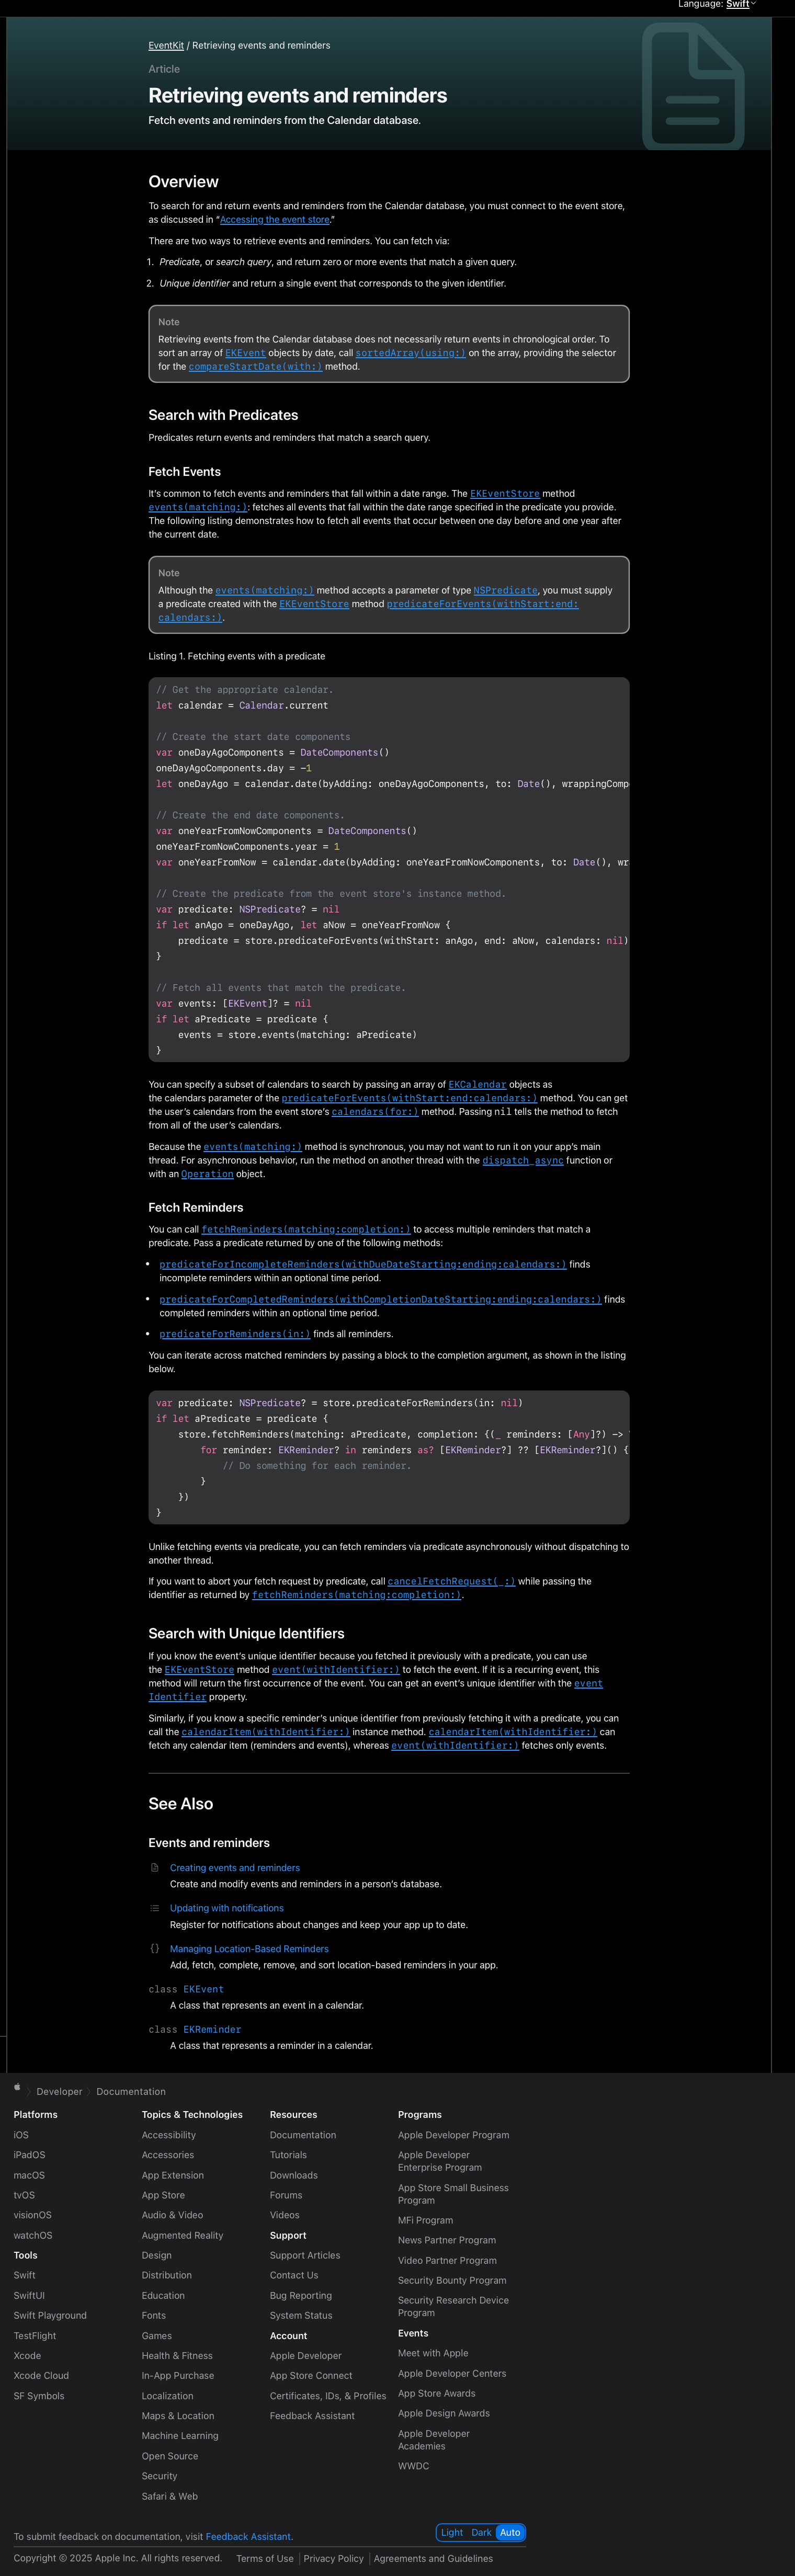 Language: Swift
EventKit / Retrieving events and reminders
Article
Retrieving events and reminders
Fetch events and reminders from the Calendar database.
Overview
To search for and return events and reminders from the Calendar database, you must connect to the event store,
as discussed in “Accessing the event store.”
There are two ways to retrieve events and reminders. You can fetch via:
1. Predicate, or search query, and return zero or more events that match a given query.
2. Unique identifier and return a single event that corresponds to the given identifier.
Note
Retrieving events from the Calendar database does not necessarily return events in chronological order. To
sort an array of EKEvent objects by date, call sortedArray(using:) on the array, providing the selector
for the compareStartDate(with:) method.
Search with Predicates
Predicates return events and reminders that match a search query.
Fetch Events
It’s common to fetch events and reminders that fall within a date range. The EKEventStore method
events(matching:): fetches all events that fall within the date range specified in the predicate you provide.
The following listing demonstrates how to fetch all events that occur between one day before and one year after
the current date.
Note
Although the events(matching:) method accepts a parameter of type NSPredicate, you must supply
a predicate created with the EKEventStore method predicateForEvents(withStart:end:
calendars:).
Listing 1. Fetching events with a predicate
// Get the appropriate calendar.
let calendar = Calendar.current
// Create the start date components
var oneDayAgoComponents = DateComponents()
oneDayAgoComponents.day = -1
let oneDayAgo = calendar.date(byAdding: oneDayAgoComponents, to: Date(), wrappingComp
// Create the end date components.
var oneYearFromNowComponents = DateComponents()
oneYearFromNowComponents.year = 1
var oneYearFromNow = calendar.date(byAdding: oneYearFromNowComponents, to: Date(), wr
// Create the predicate from the event store's instance method.
var predicate: NSPredicate? = nil
if let anAgo = oneDayAgo, let aNow = oneYearFromNow {
predicate = store.predicateForEvents(withStart: anAgo, end: aNow, calendars: nil)
}
// Fetch all events that match the predicate.
var events: [EKEvent]? = nil
if let aPredicate = predicate {
events = store.events(matching: aPredicate)
}
You can specify a subset of calendars to search by passing an array of EKCalendar objects as
the calendars parameter of the predicateForEvents(withStart:end:calendars:) method. You can get
the user’s calendars from the event store’s calendars(for:) method. Passing nil tells the method to fetch
from all of the user’s calendars.
Because the events(matching:) method is synchronous, you may not want to run it on your app’s main
thread. For asynchronous behavior, run the method on another thread with the dispatch_async function or
with an Operation object.
Fetch Reminders
You can call fetchReminders(matching:completion:) to access multiple reminders that match a
predicate. Pass a predicate returned by one of the following methods:
• predicateForIncompleteReminders(withDueDateStarting:ending:calendars:) finds
incomplete reminders within an optional time period.
• predicateForCompletedReminders(withCompletionDateStarting:ending:calendars:) finds
completed reminders within an optional time period.
• predicateForReminders(in:) finds all reminders.
You can iterate across matched reminders by passing a block to the completion argument, as shown in the listing
below.
var predicate: NSPredicate? = store.predicateForReminders(in: nil)
if let aPredicate = predicate {
store.fetchReminders(matching: aPredicate, completion: {(_ reminders: [Any]?) ->
for reminder: EKReminder? in reminders as? [EKReminder?] ?? [EKReminder?]() {
// Do something for each reminder.
}
})
}
Unlike fetching events via predicate, you can fetch reminders via predicate asynchronously without dispatching to
another thread.
If you want to abort your fetch request by predicate, call cancelFetchRequest(_:) while passing the
identifier as returned by fetchReminders(matching:completion:).
Search with Unique Identifiers
If you know the event’s unique identifier because you fetched it previously with a predicate, you can use
the EKEventStore method event(withIdentifier:) to fetch the event. If it is a recurring event, this
method will return the first occurrence of the event. You can get an event’s unique identifier with the event
Identifier property.
Similarly, if you know a specific reminder’s unique identifier from previously fetching it with a predicate, you can
call the calendarItem(withIdentifier:) instance method. calendarItem(withIdentifier:) can
fetch any calendar item (reminders and events), whereas event(withIdentifier:) fetches only events.
See Also
Events and reminders
Creating events and reminders
Create and modify events and reminders in a person’s database.
Updating with notifications
Register for notifications about changes and keep your app up to date.
{} Managing Location-Based Reminders
Add, fetch, complete, remove, and sort location-based reminders in your app.
class EKEvent
A class that represents an event in a calendar.
class EKReminder
A class that represents a reminder in a calendar.
Developer
Documentation
Platforms
iOS
iPadOS
macOS
tvOS
visionOS
watchOS
Tools
Swift
SwiftUI
Swift Playground
TestFlight
Xcode
Xcode Cloud
SF Symbols
Topics & Technologies
Accessibility
Accessories
App Extension
App Store
Audio & Video
Augmented Reality
Design
Distribution
Education
Fonts
Games
Health & Fitness
In-App Purchase
Localization
Maps & Location
Machine Learning
Open Source
Security
Safari & Web
Resources
Documentation
Tutorials
Downloads
Forums
Videos
Support
Support Articles
Contact Us
Bug Reporting
System Status
Account
Apple Developer
App Store Connect
Certificates, IDs, & Profiles
Feedback Assistant
Programs
Apple Developer Program
Apple Developer
Enterprise Program
App Store Small Business
Program
MFi Program
News Partner Program
Video Partner Program
Security Bounty Program
Security Research Device
Program
Events
Meet with Apple
Apple Developer Centers
App Store Awards
Apple Design Awards
Apple Developer
Academies
WWDC
To submit feedback on documentation, visit Feedback Assistant.
Light Dark Auto
Copyright © 2025 Apple Inc. All rights reserved.
Terms of Use | Privacy Policy | Agreements and Guidelines